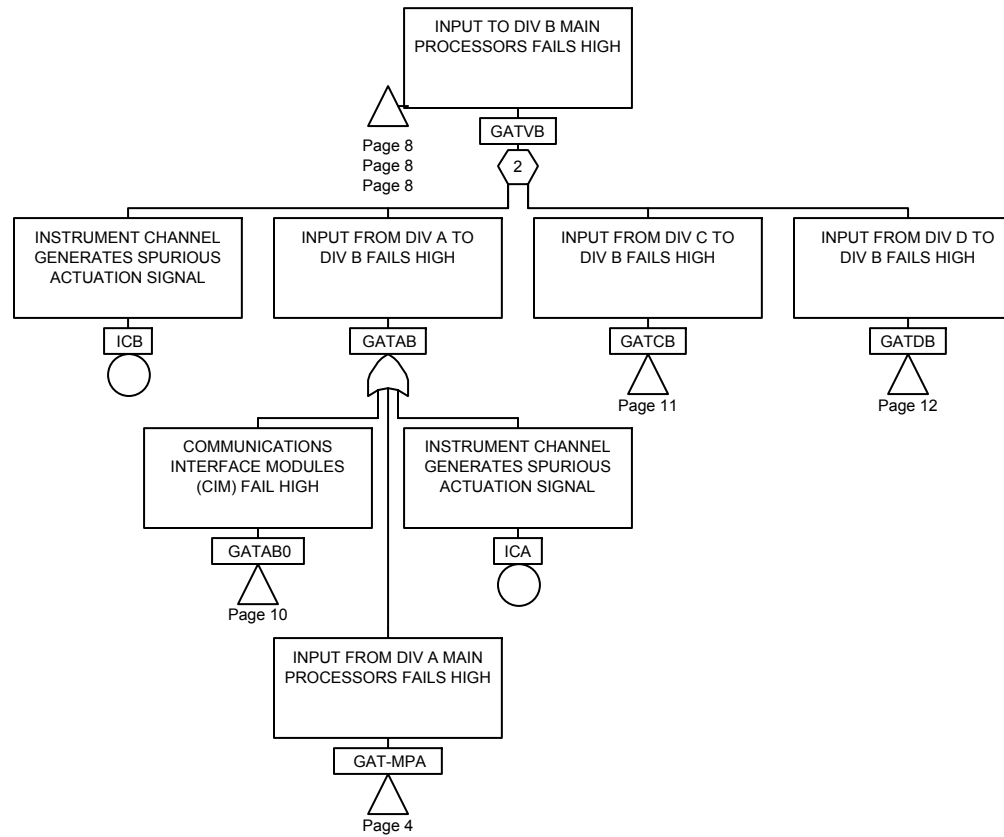 INPUT TO DIV B MAIN
PROCESSORS FAILS HIGH
GATVB
Page 8
Page 8
Page 8
2
INSTRUMENT CHANNEL
GENERATES SPURIOUS
ACTUATION SIGNAL
ICB
INPUT FROM DIV A TO
DIV B FAILS HIGH
GATAB
INPUT FROM DIV C TO
DIV B FAILS HIGH
GATCB
Page 11
INPUT FROM DIV D TO
DIV B FAILS HIGH
GATDB
Page 12
COMMUNICATIONS
INTERFACE MODULES
(CIM) FAIL HIGH
GATAB0
Page 10
INSTRUMENT CHANNEL
GENERATES SPURIOUS
ACTUATION SIGNAL
ICA
INPUT FROM DIV A MAIN
PROCESSORS FAILS HIGH
GAT-MPA
Page 4